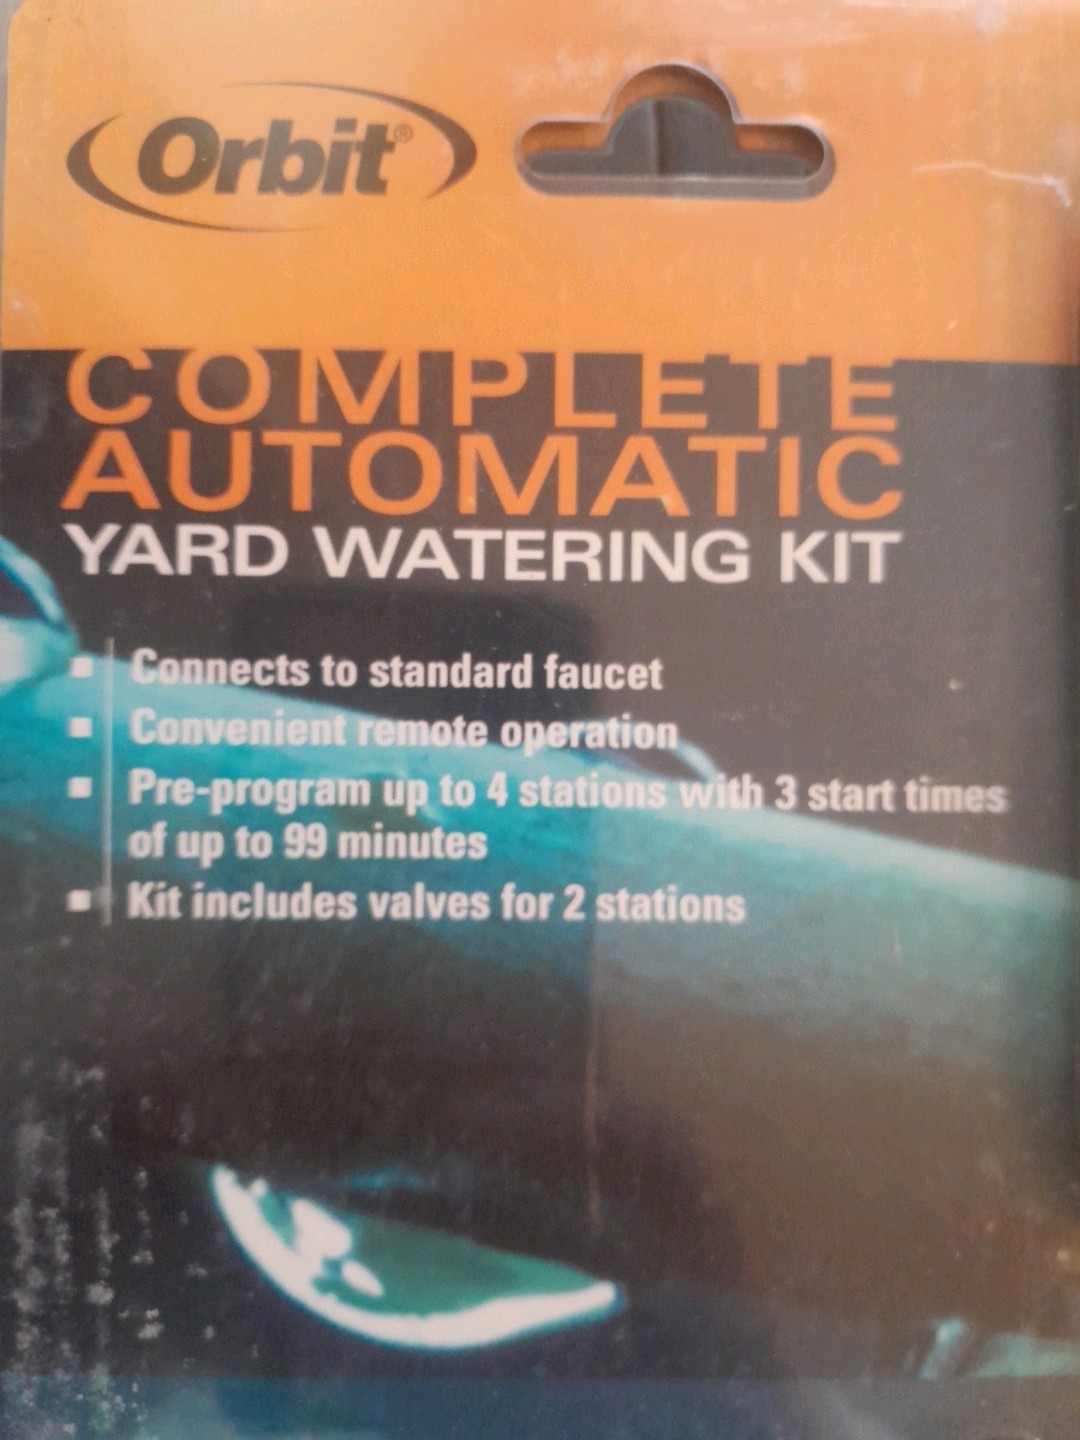 Orbit®
COMPLETE
AUTOMATIC
YARD WATERING KIT
▪ Connects to standard faucet
▪ Convenient remote operation
▪ Pre-program up to 4 stations with 3 start times
of up to 99 minutes
▪ Kit includes valves for 2 stations